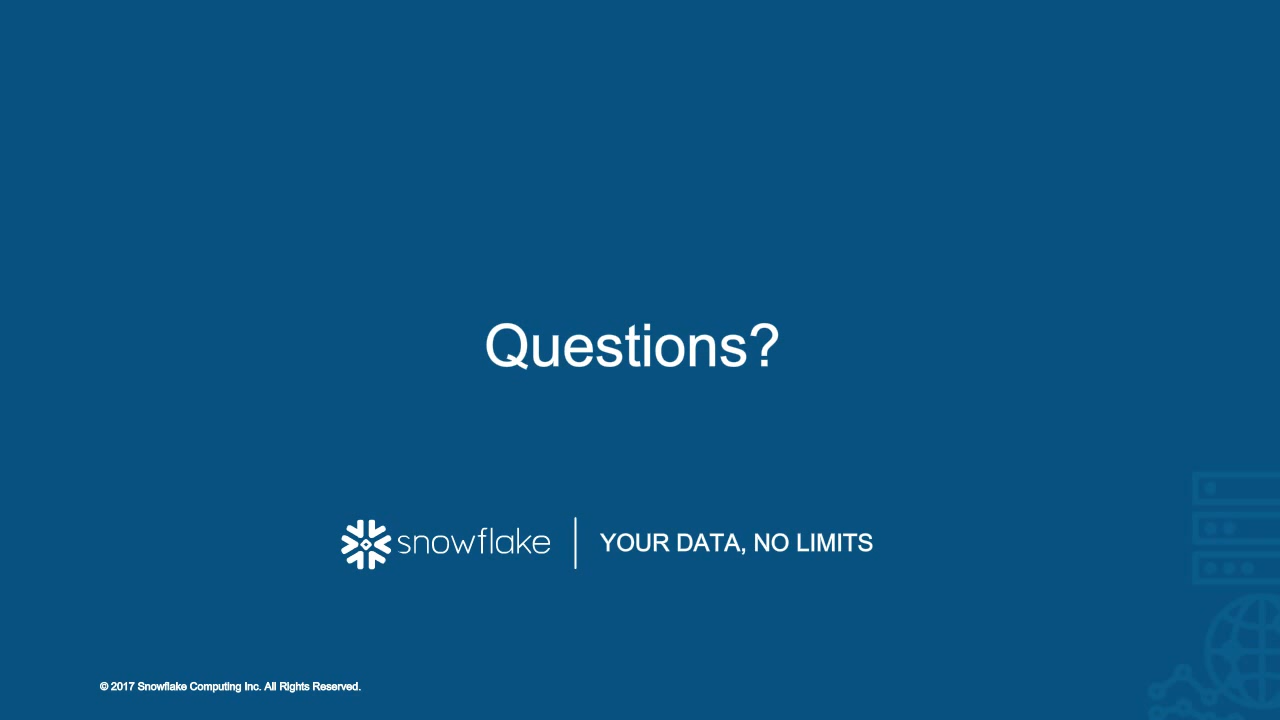 Questions?
snowflake | YOUR DATA, NO LIMITS
© 2017 Snowflake Computing Inc. All Rights Reserved.